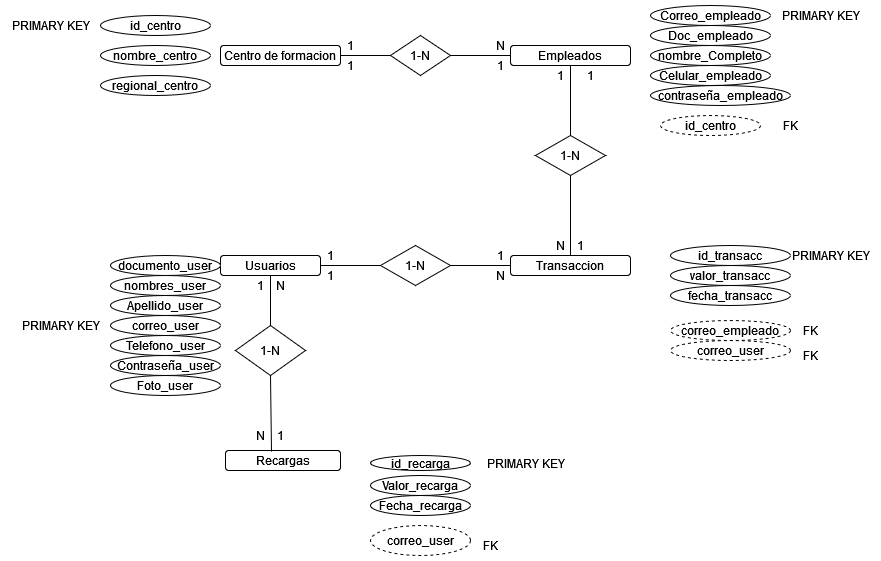 PRIMARY KEY
id_centro
nombre_centro
regional_centro
Centro de formacion
1
1
1-N
N
1
Empleados
1
1
Correo_empleado
PRIMARY KEY
Doc_empleado
nombre_Completo
Celular_empleado
contraseña_empleado
id_centro
FK
1-N
N
1
documento_user
nombres_user
Apellido_user
PRIMARY KEY
correo_user
Telefono_user
Contraseña_user
Foto_user
Usuarios
1
1
1-N
1
N
Transaccion
id_transacc
PRIMARY KEY
valor_transacc
fecha_transacc
correo_empleado
FK
correo_user
FK
1
N
1-N
N
1
Recargas
id_recarga
PRIMARY KEY
Valor_recarga
Fecha_recarga
correo_user
FK